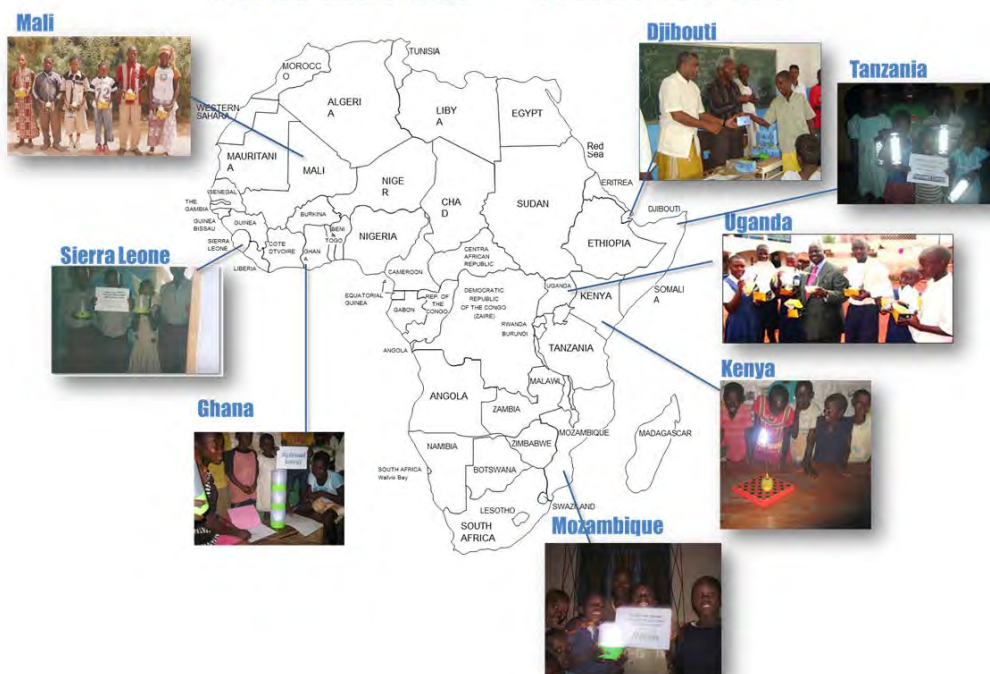 Mali
Djibouti
Tanzania
TUNISIA
MOROCC
O
ALGERI
A
LIBY
A
EGYPT
WESTERN
SAHARA
Red
Sea
MAURITANI
A
MALI
NIGE
R
CHA
D
SUDAN
ERITREA
DJIBOUTI
SENEGAL
THE
GAMBIA
GUINEA
BISSAU
GUINEA
BURKINA
BENI
TOGO
NIGERIA
ETHIOPIA
Uganda
SIERRA
LEONE
COTE
D'TVOIRE
GHAN
A
LIBERIA
CENTRA
AFRICAN
REPUBLIC
CAMEROON
Sierra Leone
EQUATORIAL
GUINEA
GABON
REP. OF
THE
CONGO
DEMOCRATIC
REPUBLIC
OF THE CONGO
(ZAIRE)
UGANDA
KENYA
SOMALI
A
RWANDA
BURUNDI
TANZANIA
ANGOLA
Kenya
Ghana
ANGOLA
MALAWI
ZAMBIA
MOZAMBIQUE
MADAGASCAR
NAMIBIA
ZIMBABWE
BOTSWANA
SOUTH AFRICA
Walvis Bay
LESOTHO
SWAZILAND
SOUTH
AFRICA
Mozambique